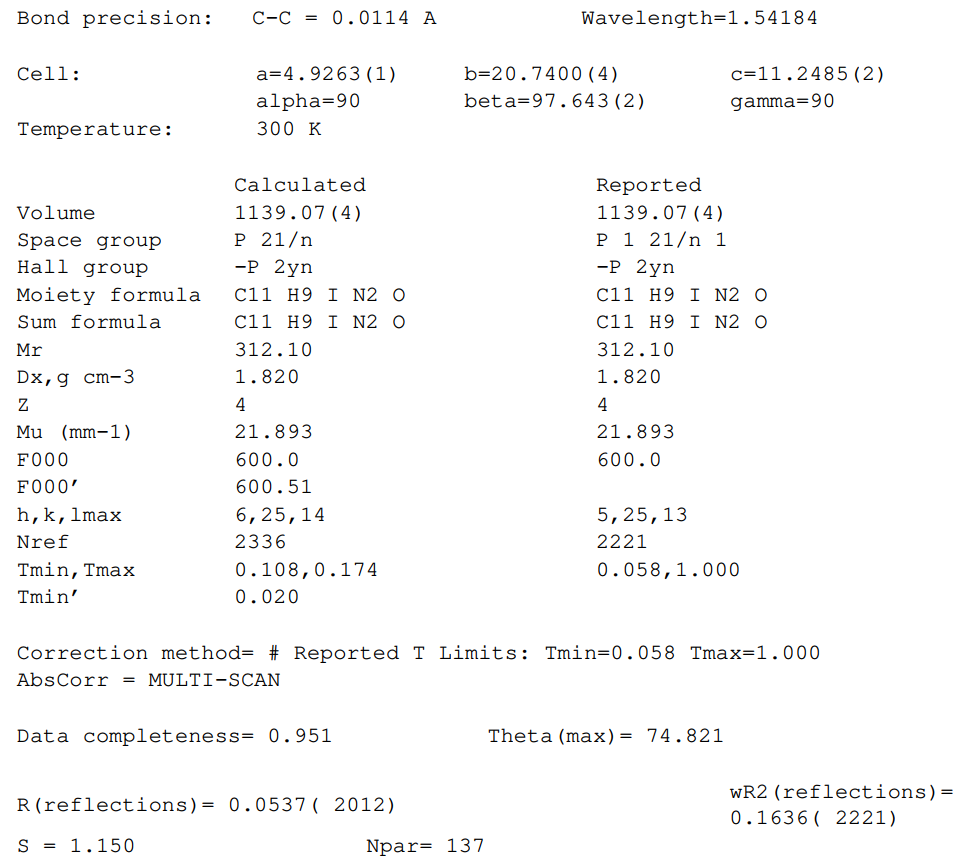 Bond precision: C-C = 0.0114 A Wavelength=1.54184
Cell: a=4.9263(1) b=20.7400(4) c=11.2485(2)
alpha=90 beta=97.643(2) gamma=90
Temperature: 300 K
Calculated Reported
Volume 1139.07(4) 1139.07(4)
Space group P 21/n P 1 21/n 1
Hall group -P 2yn -P 2yn
Moiety formula C11 H9 I N2 O C11 H9 I N2 O
Sum formula C11 H9 I N2 O C11 H9 I N2 O
Mr 312.10 312.10
Dx,g cm-3 1.820 1.820
Z 4 4
Mu (mm-1) 21.893 21.893
F000 600.0 600.0
F000′ 600.51
h,k,lmax 6,25,14 5,25,13
Nref 2336 2221
Tmin,Tmax 0.108,0.174 0.058,1.000
Tmin′ 0.020
Correction method= # Reported T Limits: Tmin=0.058 Tmax=1.000
AbsCorr = MULTI-SCAN
Data completeness= 0.951 Theta(max)= 74.821
R(reflections)= 0.0537( 2012) wR2(reflections)=
0.1636( 2221)
S = 1.150 Npar= 137